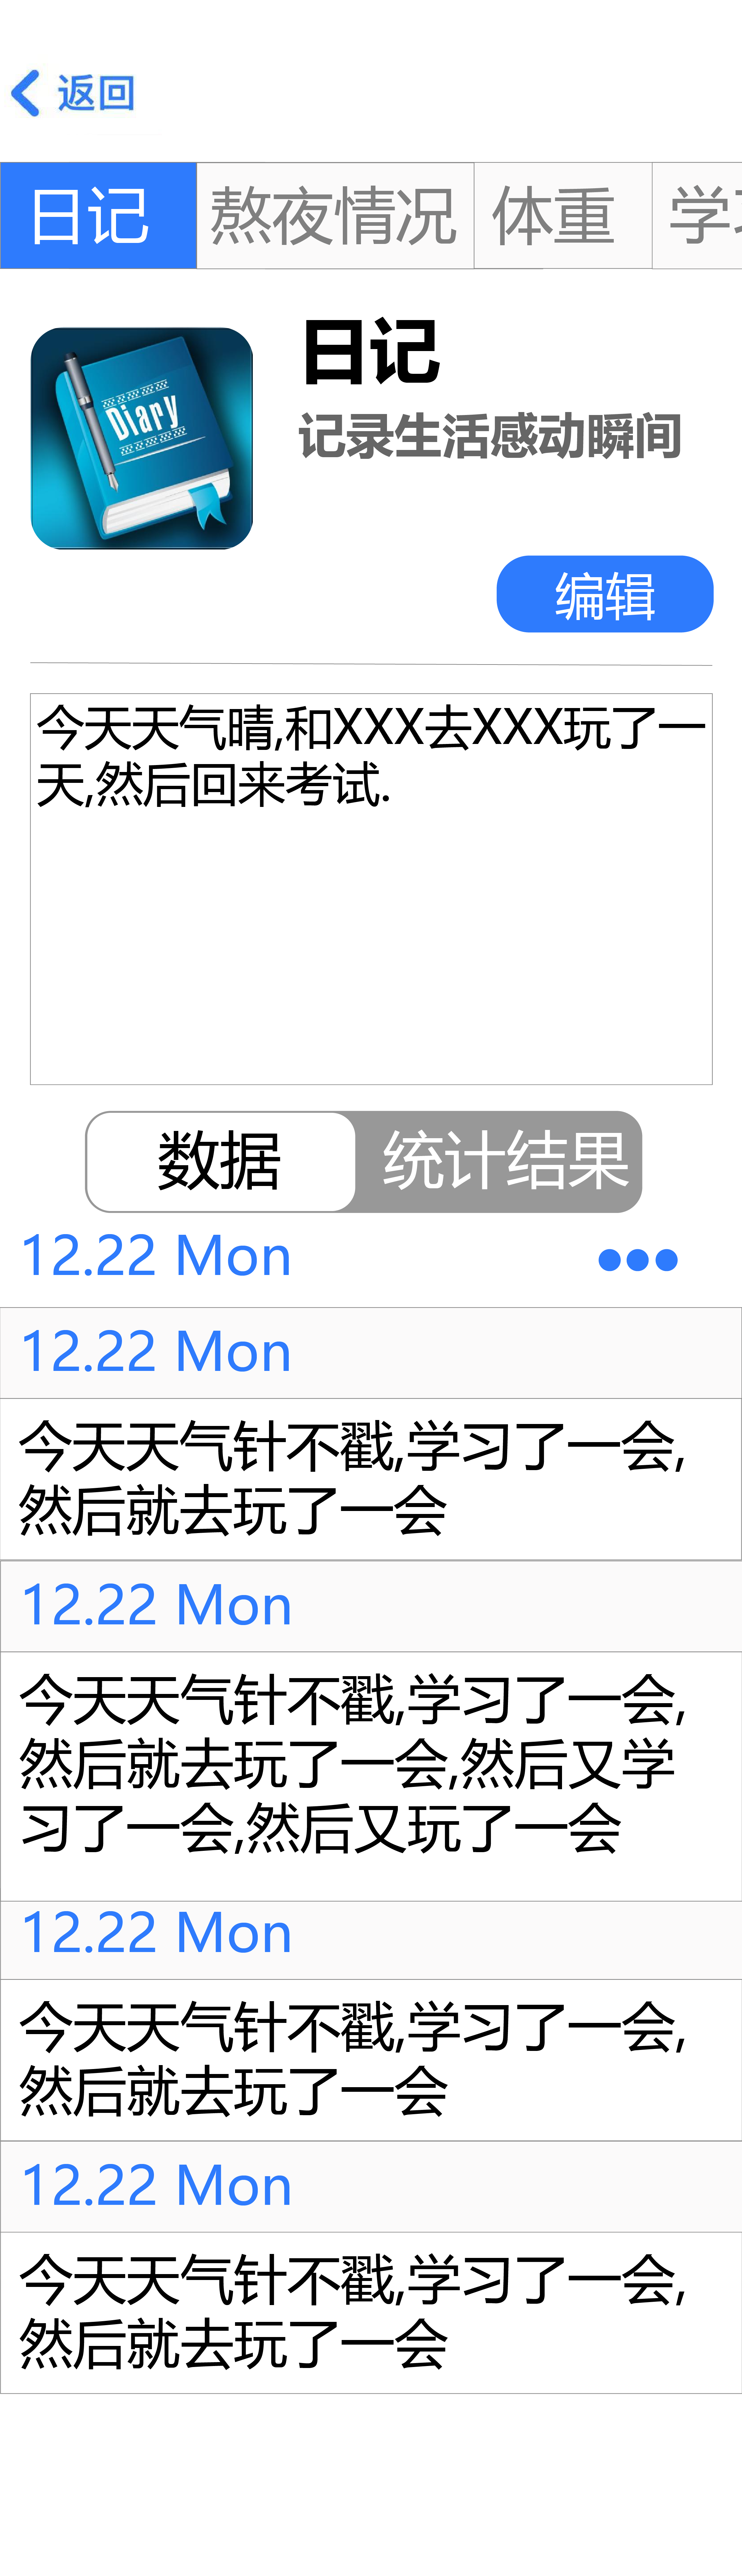 返回
日记 熬夜情况 体重 学
Diary
日记
记录生活感动瞬间
编辑
今天天气晴,和XXX去XXX玩了一
天,然后回来考试.
数据 统计结果
12.22 Mon
12.22 Mon
今天天气针不戳,学习了一会,
然后就去玩了一会
12.22 Mon
今天天气针不戳,学习了一会,
然后就去玩了一会,然后又学
习了一会,然后又玩了一会
12.22 Mon
今天天气针不戳,学习了一会,
然后就去玩了一会
12.22 Mon
今天天气针不戳,学习了一会,
然后就去玩了一会